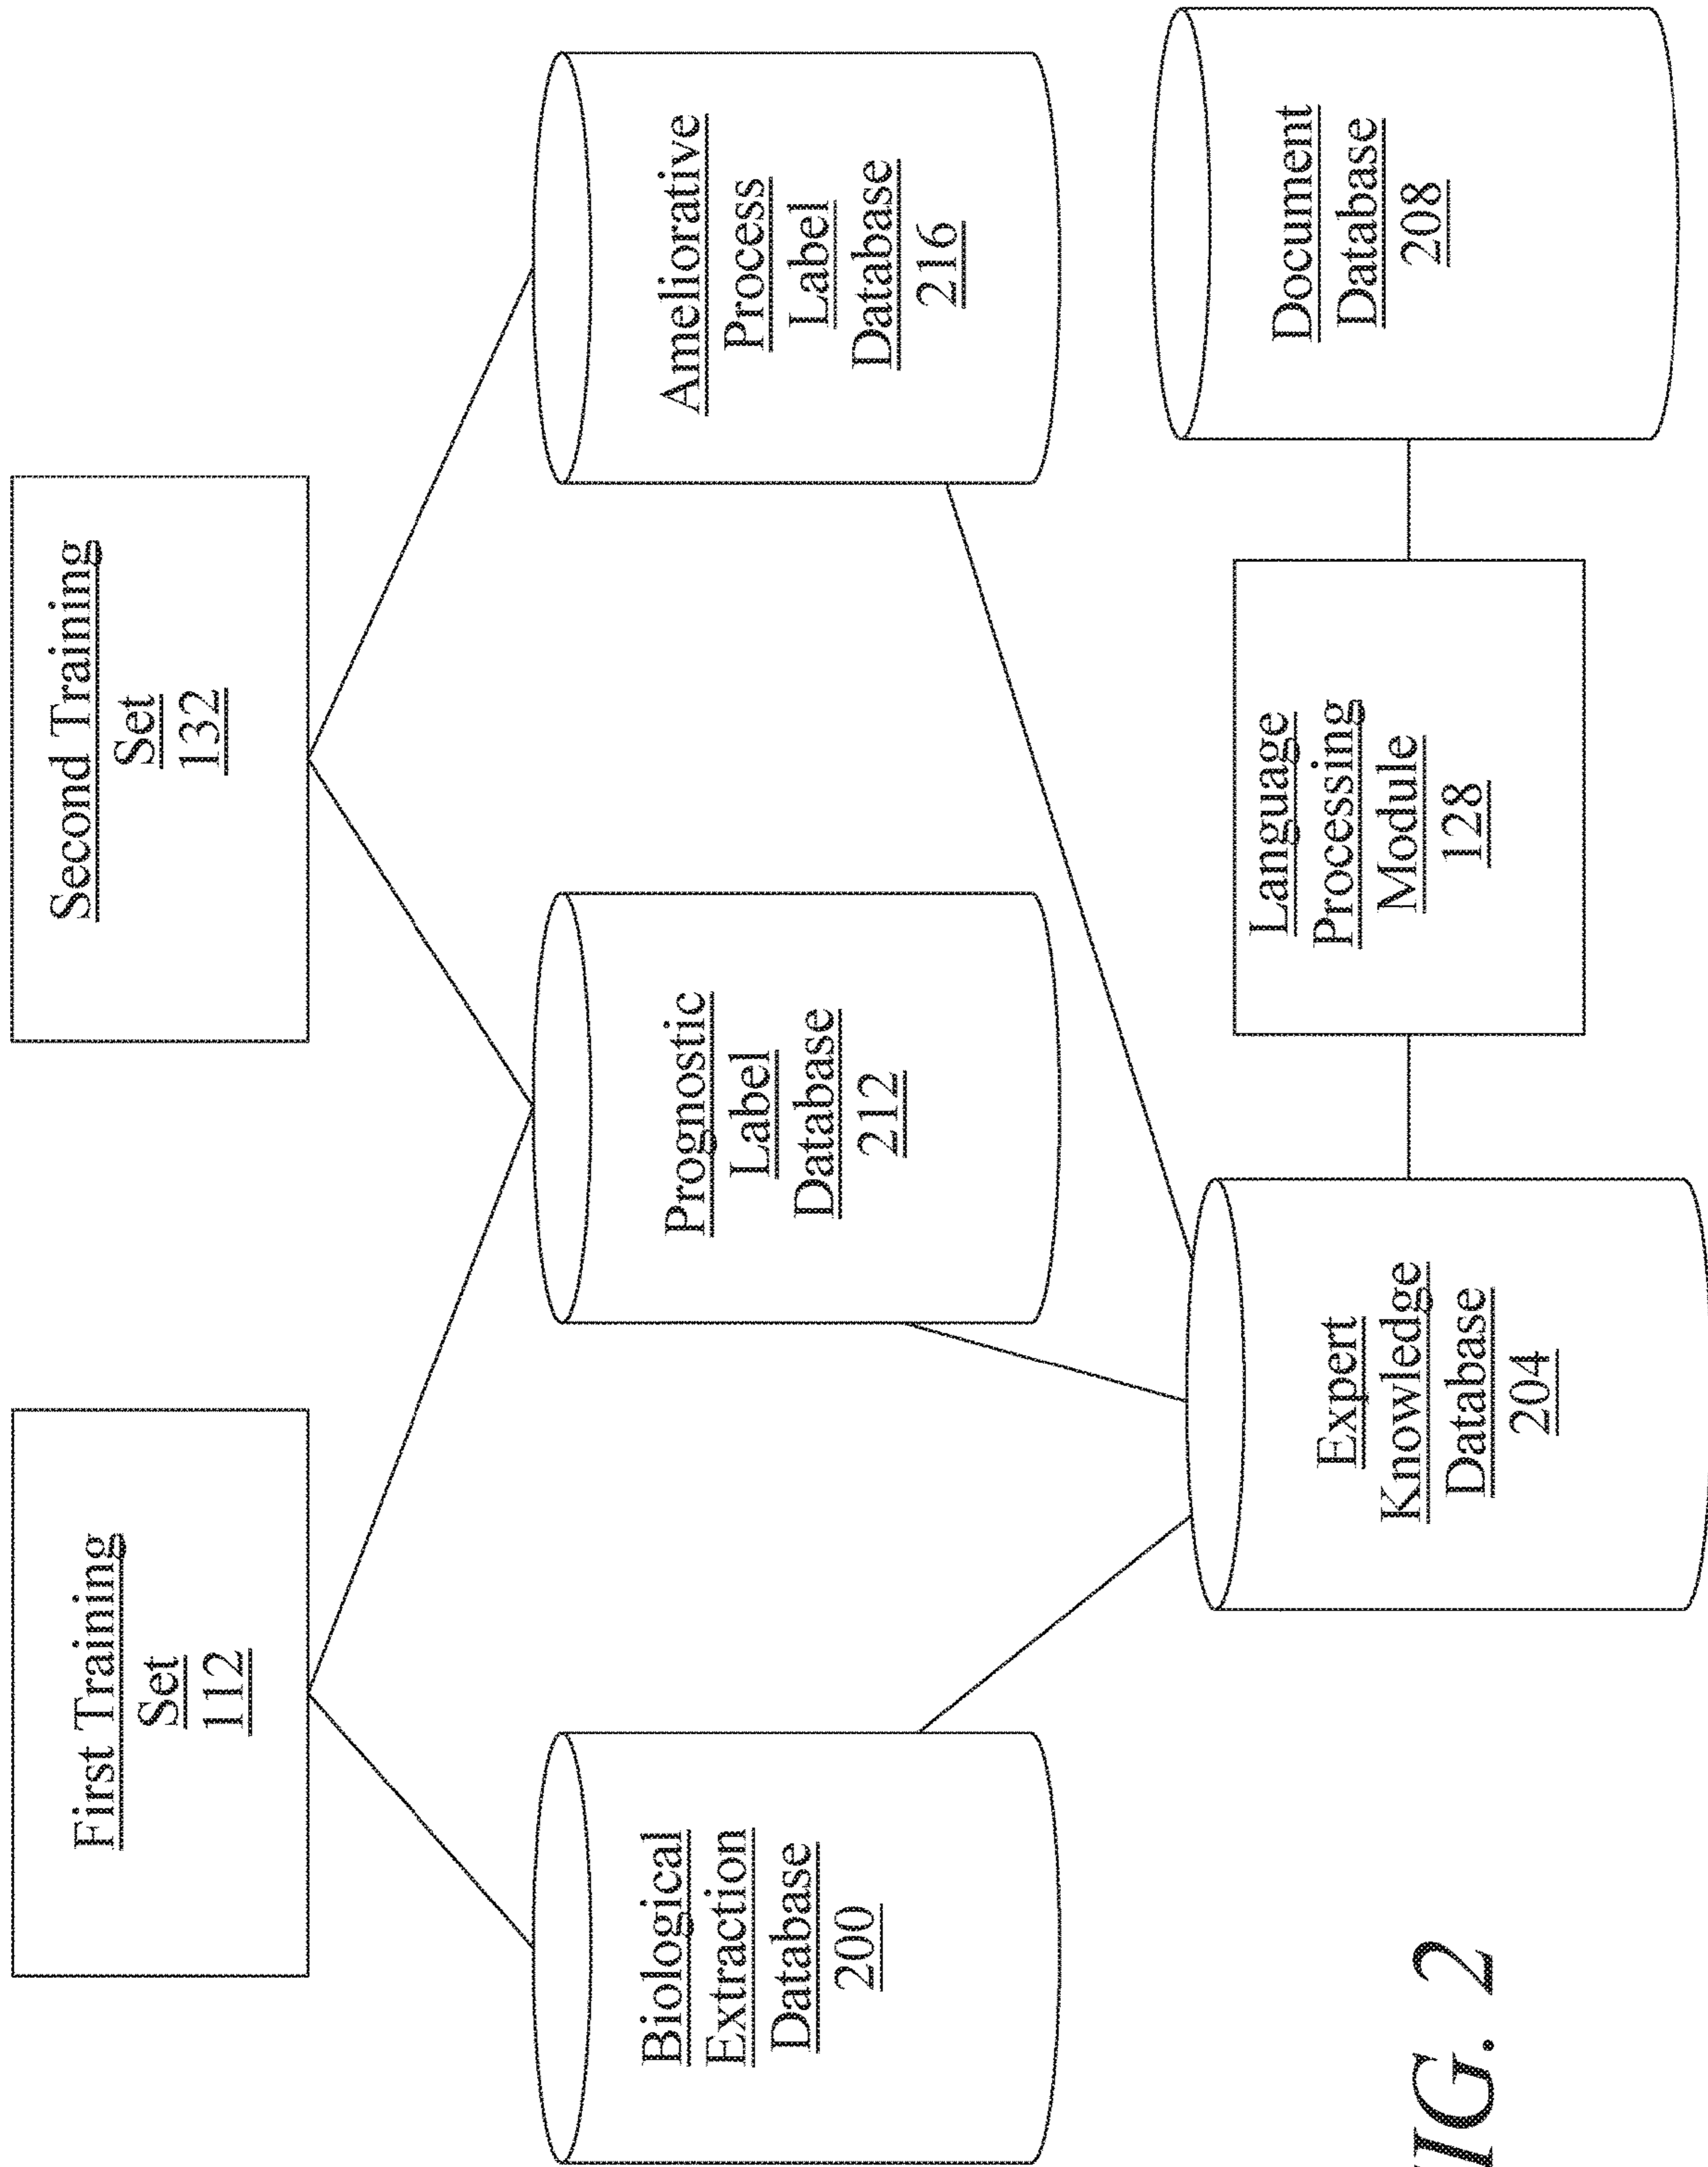 First Training
Set
112
Second Training
Set
132
Biological
Extraction
Database
200
Prognostic
Label
Database
212
Ameliorative
Process
Label
Database
216
Expert
Knowledge
Database
204
Language
Processing
Module
128
Document
Database
208
IG. 2